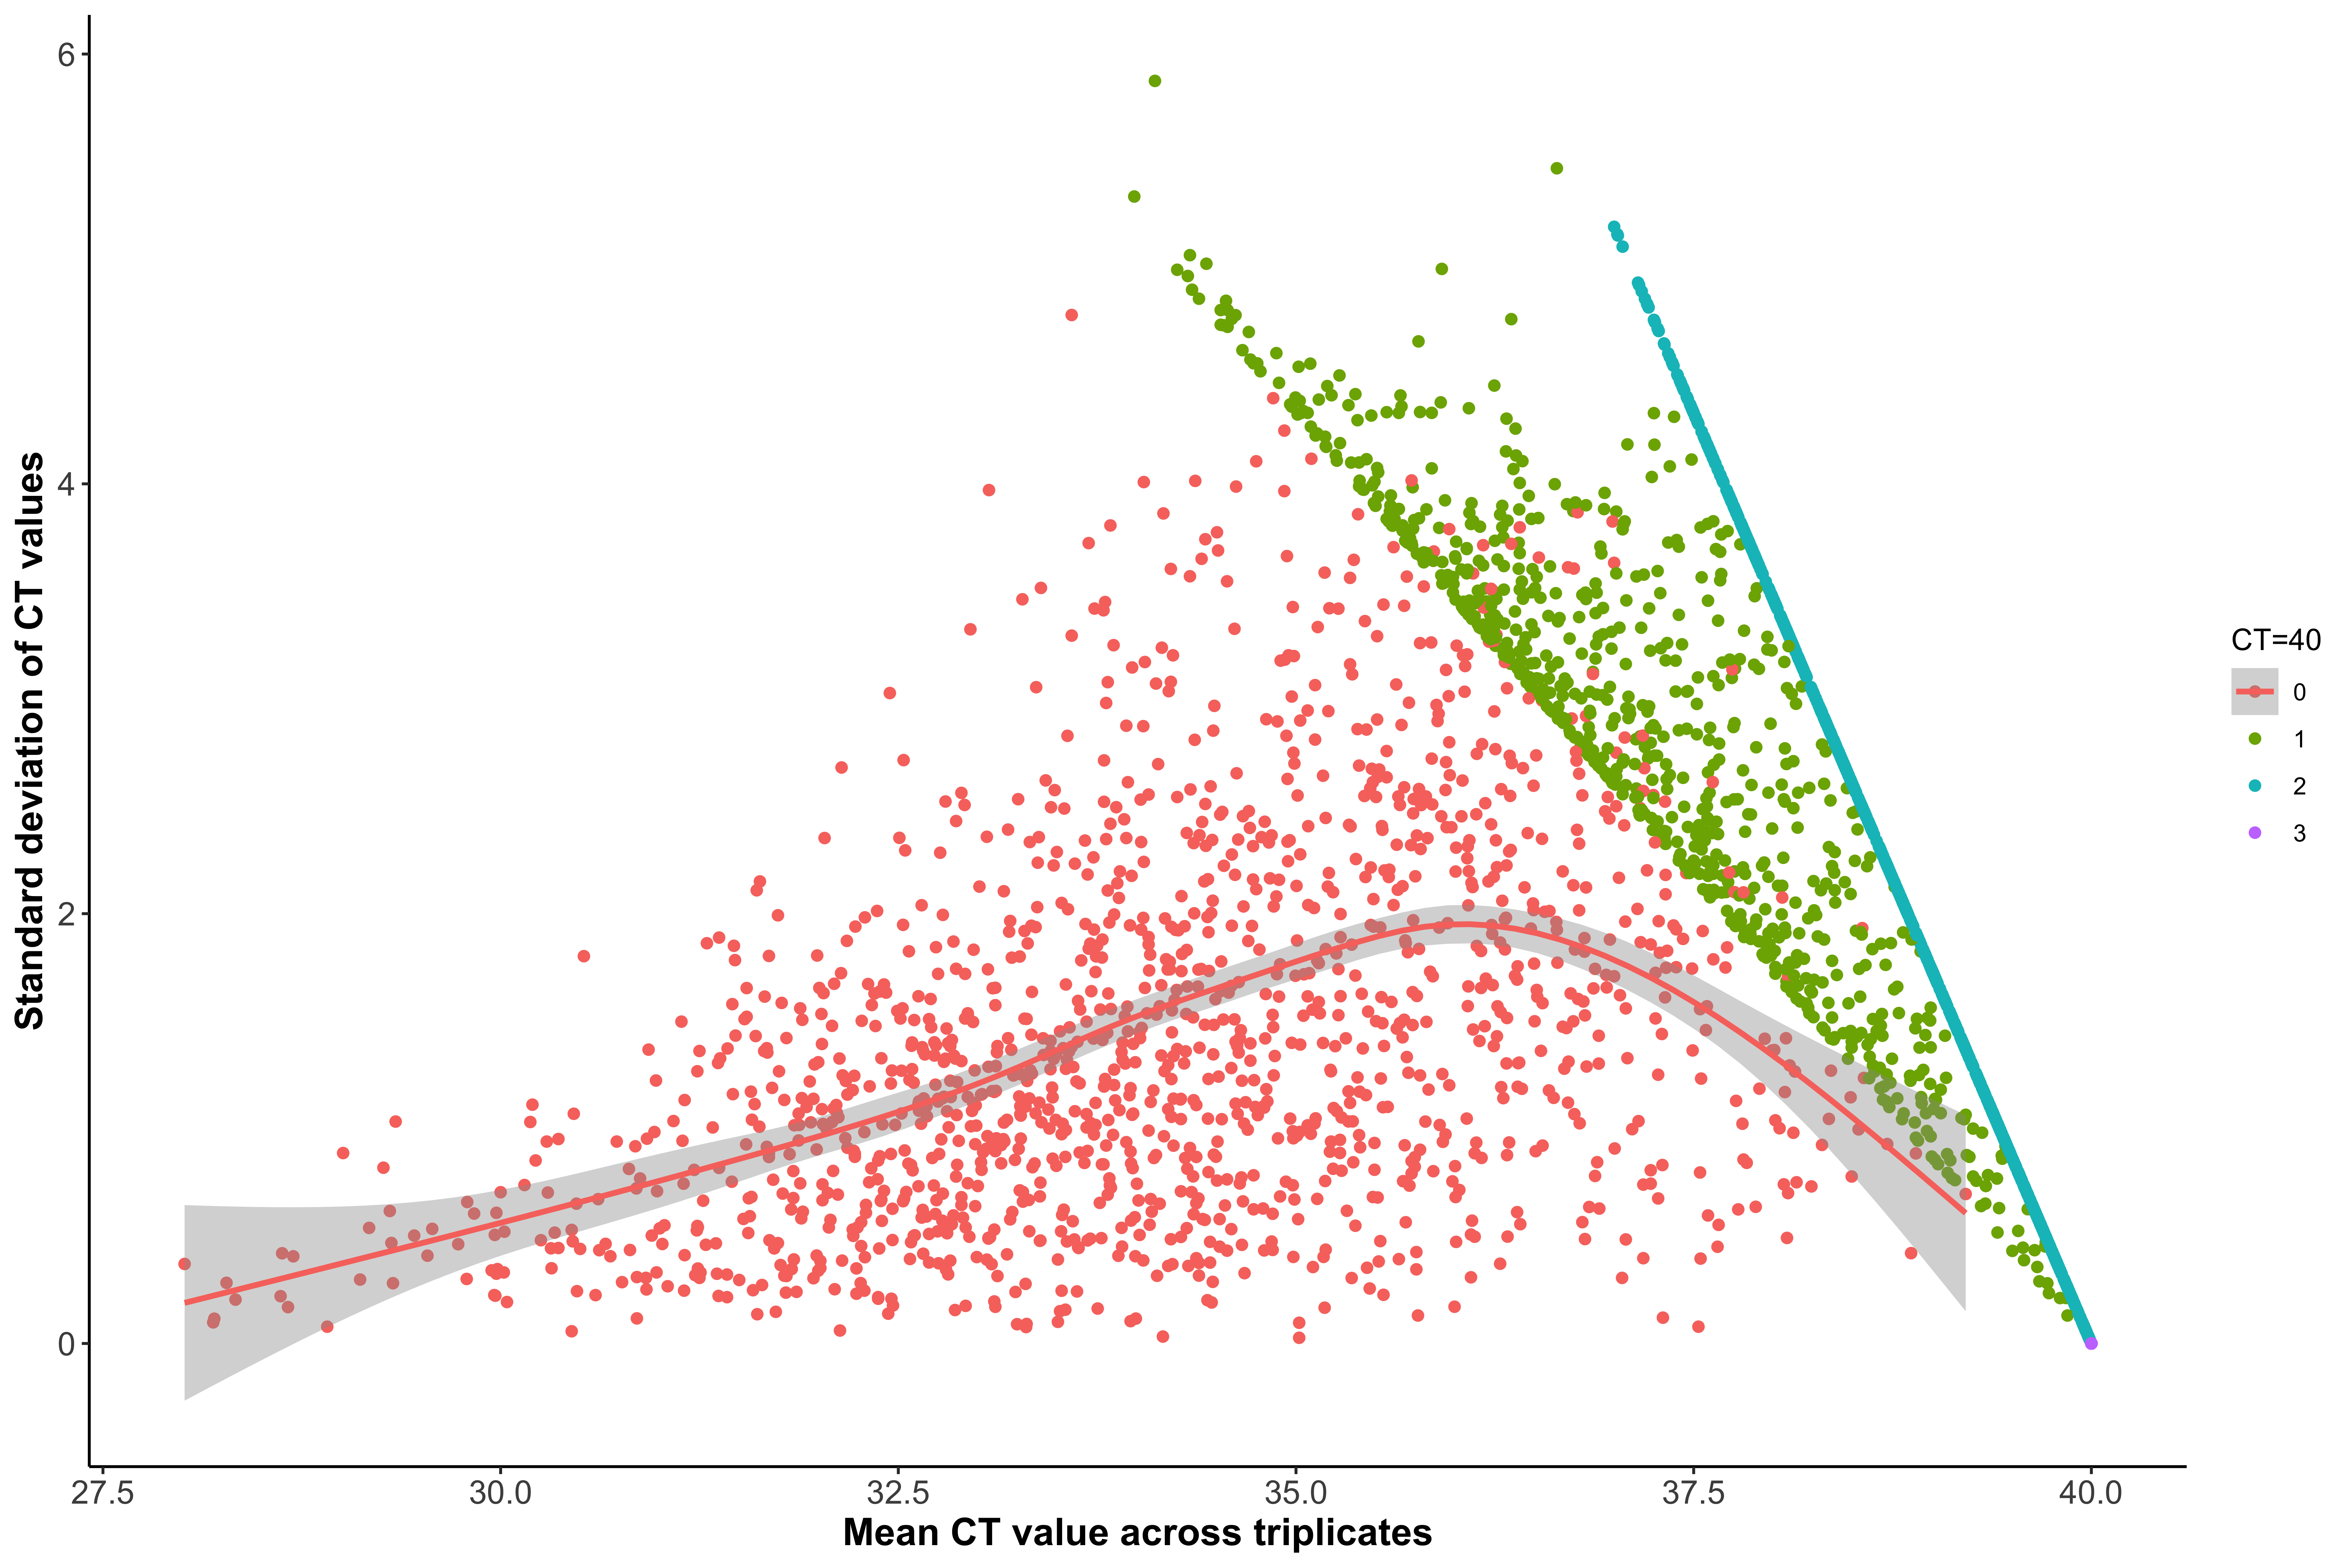 6
4
2
0
Standard deviation of CT values
27.5 30.0 32.5 35.0 37.5 40.0
Mean CT value across triplicates
CT=40
0
1
2
3